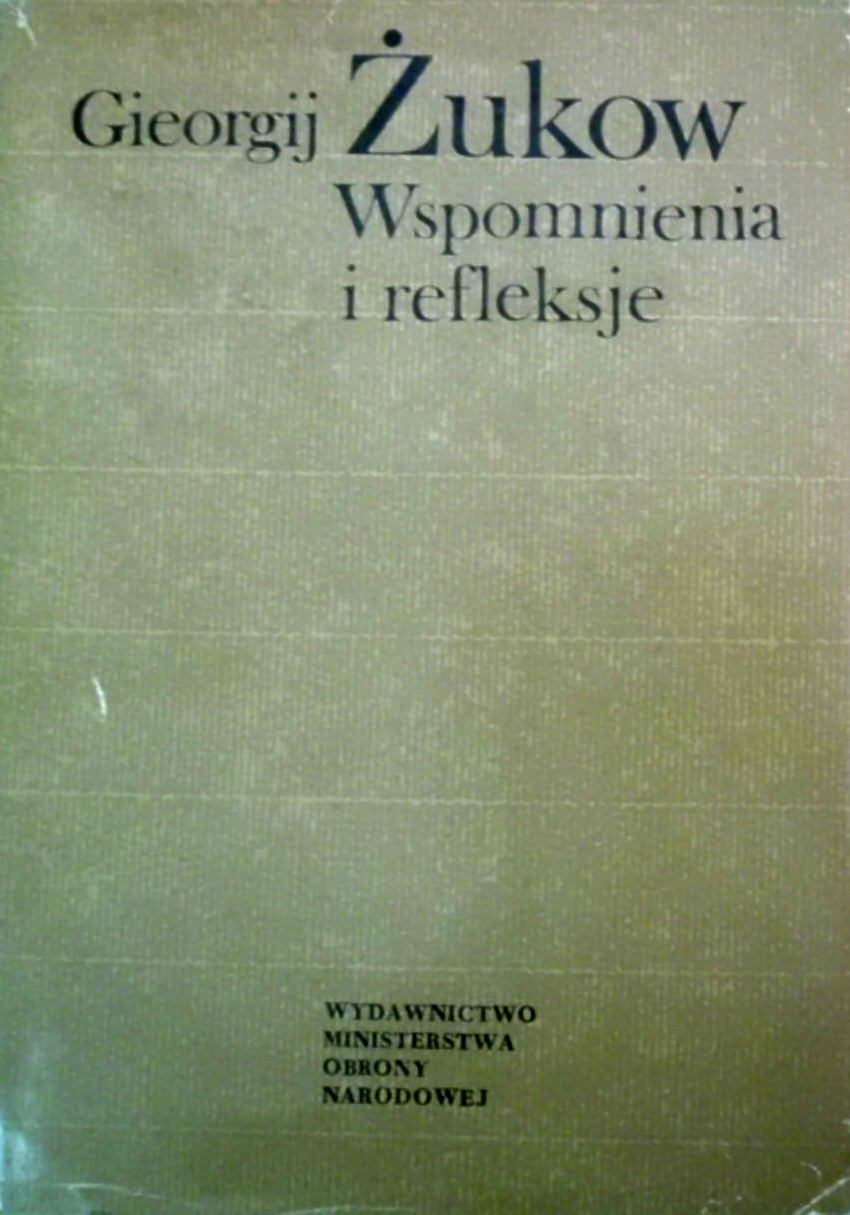 Gieorgij Żukow
Wspomnienia
i refleksje
WYDAWNICTWO
MINISTERSTWA
OBRONY
NARODOWEJ